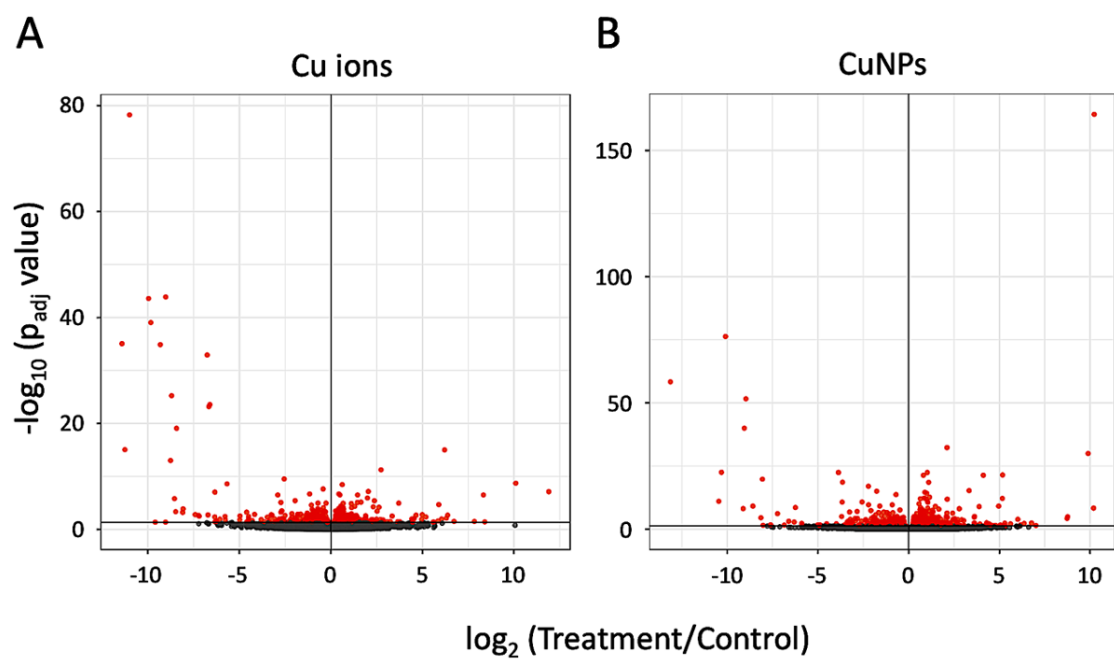 A
B
Cu ions
CuNPs
80
60
40
20
0
150
100
50
0
-log₁₀ (p_adj value)
-10 -5 0 5 10
-10 -5 0 5 10
log₂ (Treatment/Control)